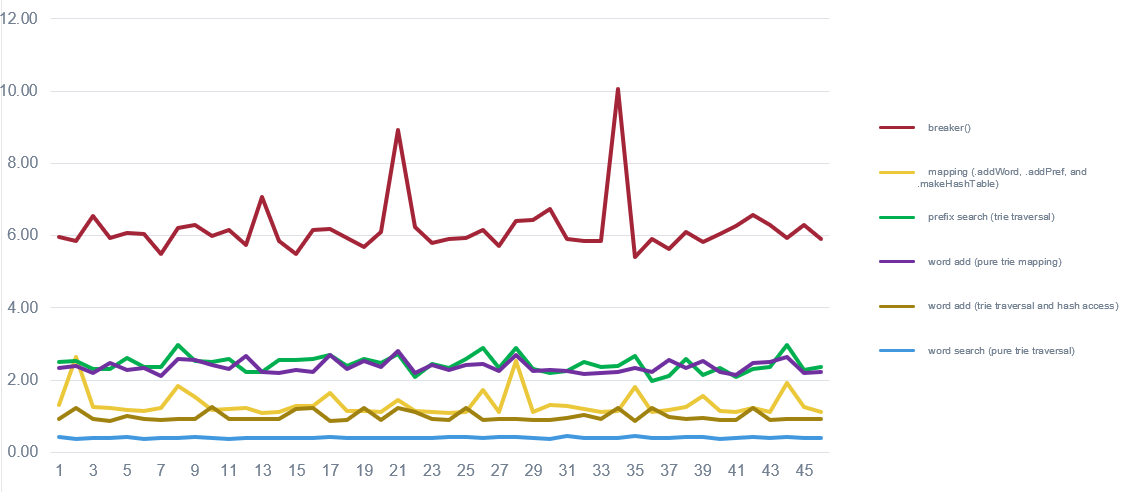 12.00
10.00
8.00
6.00
4.00
2.00
0.00
1 3 5 7 9 11 13 15 17 19 21 23 25 27 29 31 33 35 37 39 41 43 45
breaker()
mapping (.addWord, .addPref, and
.makeHashTable)
prefix search (trie traversal)
word add (pure trie mapping)
word add (trie traversal and hash access)
word search (pure trie traversal)